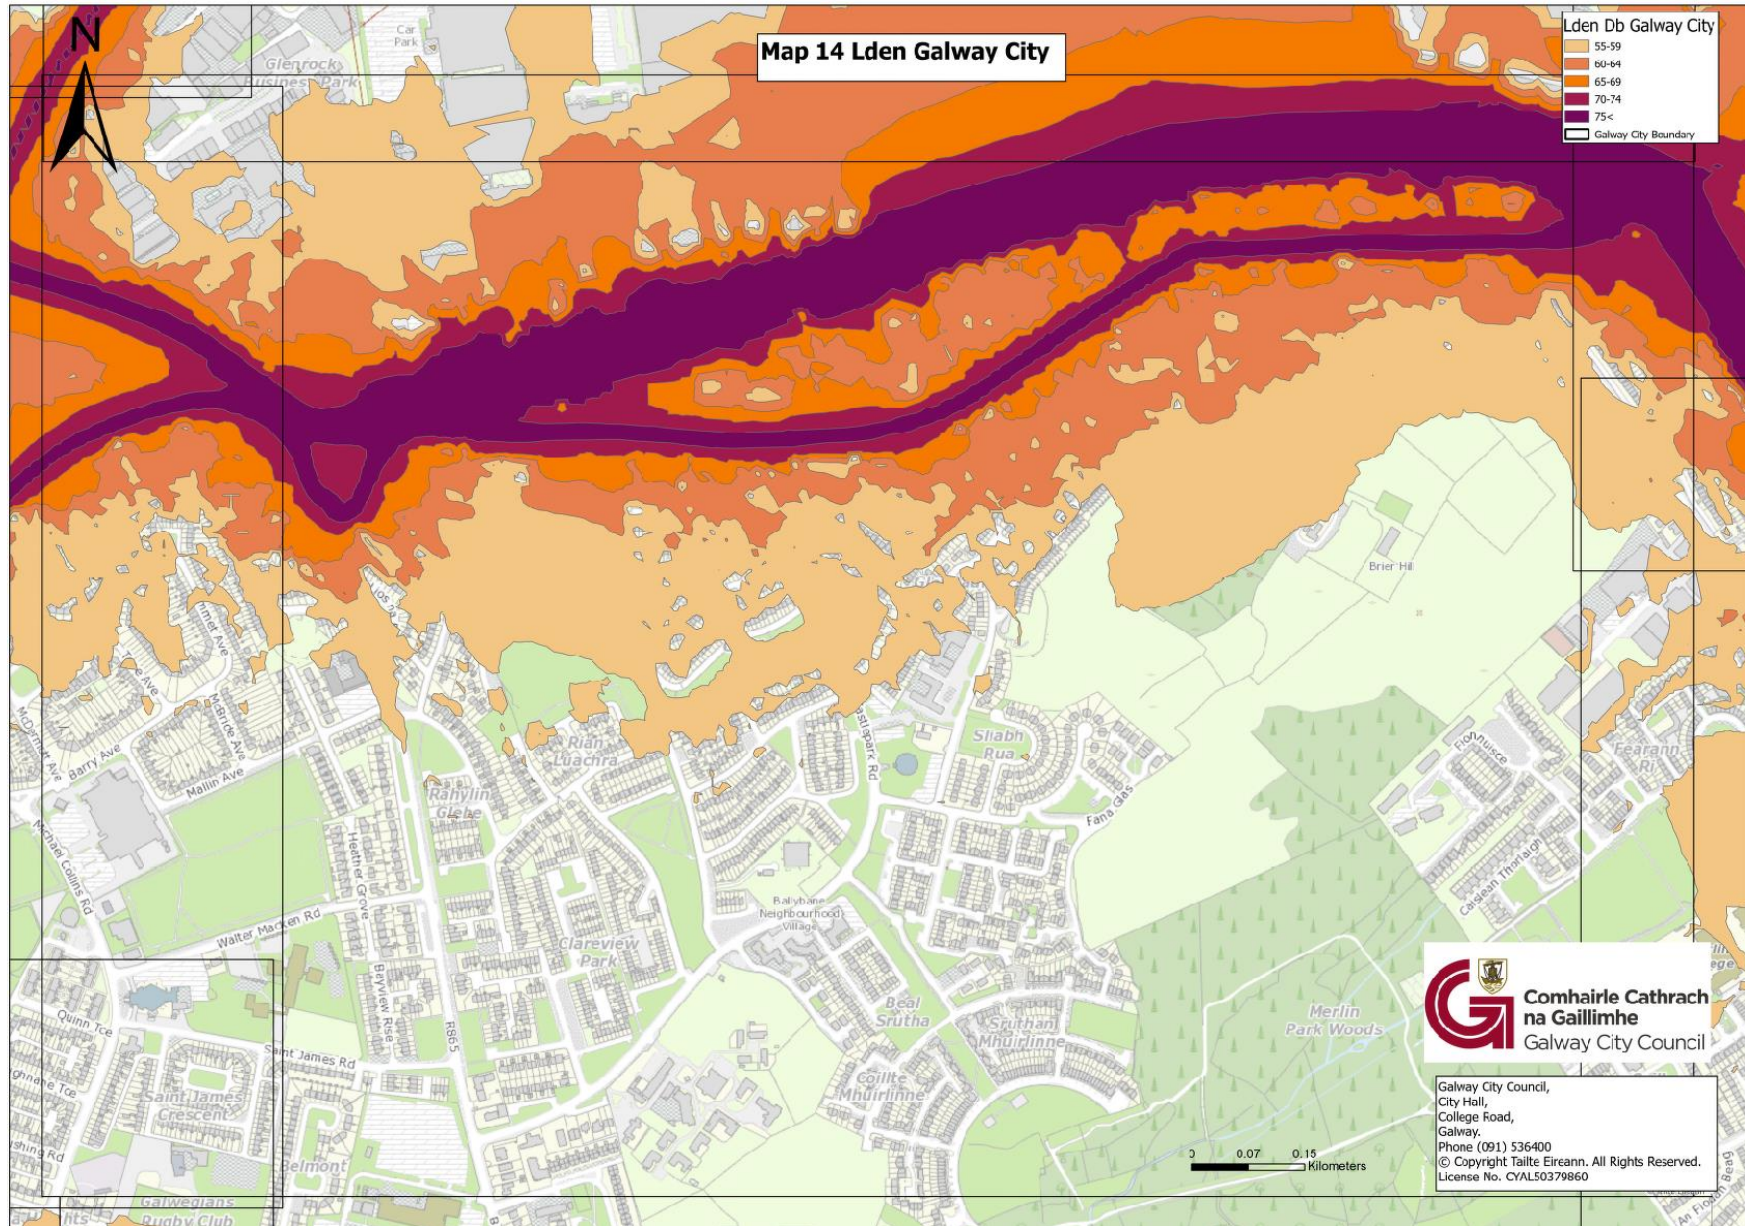 N
Map 14 Lden Galway City
Lden Db Galway City
55-59
60-64
65-69
70-74
75<
Galway City Boundary
Car
Park
Glenrock
Business Park
Brier Hill
Tone Ave
McBride Ave
Barry Ave
Mallin Ave
Michael Collins Rd
Walter Macken Rd
Heather Grove
Bayview Rise
R865
Rahylin
Glebe
Rian
Luachra
Sliabh
Rua
Fana Glas
Fionnuisce
Fearann
Ri
Caislean Thorlaigh
Ballybane
Neighbourhood
Village
Clareview
Park
Beal
Srutha
Sruthan
Mhuirlinne
Coillte
Mhuirlinne
Merlin
Park Woods
Quinn Tce
Saint James Rd
Saint James
Crescent
Belmont
Galwegians
Rugby Club
Comhairle Cathrach
na Gaillimhe
Galway City Council
Galway City Council,
City Hall,
College Road,
Galway.
Phone (091) 536400
© Copyright Tailte Eireann. All Rights Reserved.
License No. CYAL50379860
0 0.07 0.15
Kilometers